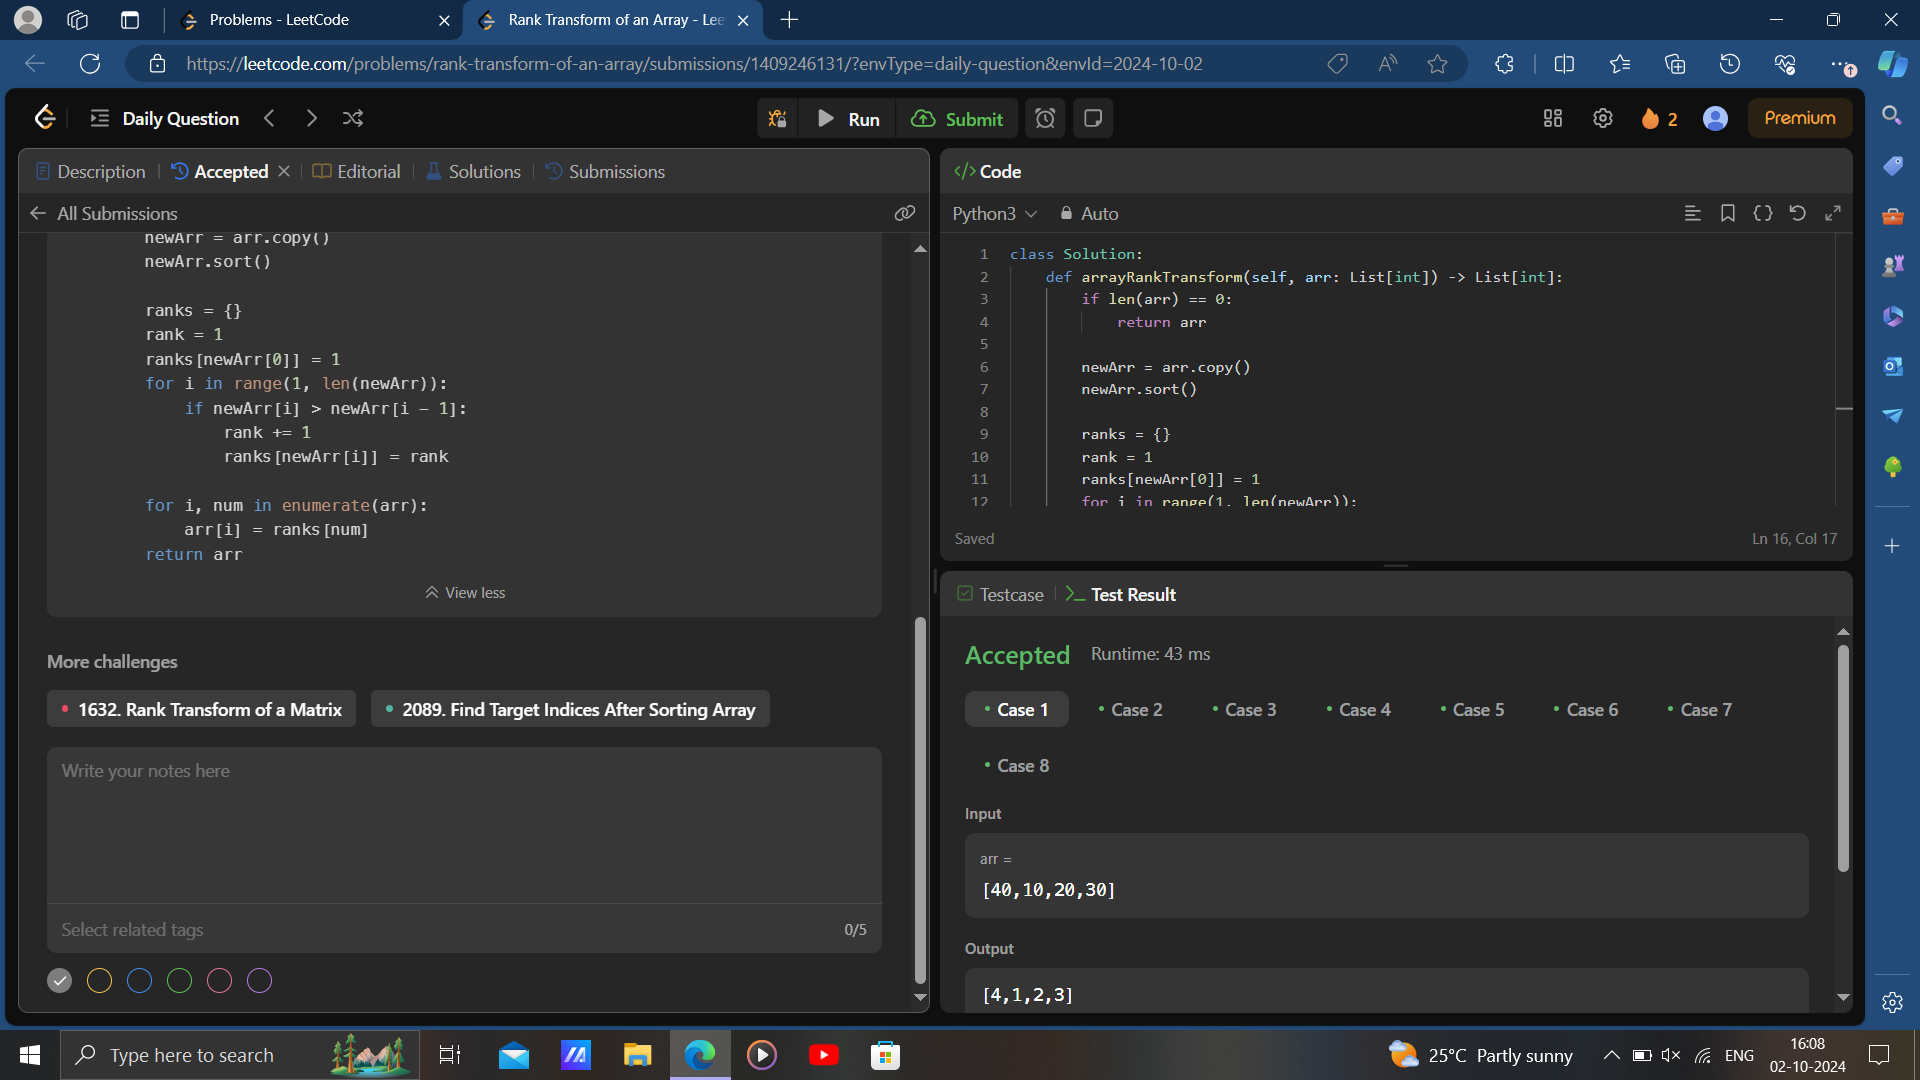 Problems - LeetCode
Rank Transform of an Array - Lee
https://leetcode.com/problems/rank-transform-of-an-array/submissions/1409246131/?envType=daily-question&envId=2024-10-02
Daily Question
Run
Submit
2
Premium
Description
Accepted
Editorial
Solutions
Submissions
All Submissions
newArr = arr.copy()
newArr.sort()
ranks = {}
rank = 1
ranks[newArr[0]] = 1
for i in range(1, len(newArr)):
if newArr[i] > newArr[i - 1]:
rank += 1
ranks[newArr[i]] = rank
for i, num in enumerate(arr):
arr[i] = ranks[num]
return arr
View less
More challenges
1632. Rank Transform of a Matrix
2089. Find Target Indices After Sorting Array
Write your notes here
Select related tags
0/5
</> Code
Python3
Auto
1 class Solution:
2 def arrayRankTransform(self, arr: List[int]) -> List[int]:
3 if len(arr) == 0:
4 return arr
5
6 newArr = arr.copy()
7 newArr.sort()
8
9 ranks = {}
10 rank = 1
11 ranks[newArr[0]] = 1
12 for i in range(1, len(newArr)):
Saved
Ln 16, Col 17
Testcase
Test Result
Accepted
Runtime: 43 ms
Case 1
Case 2
Case 3
Case 4
Case 5
Case 6
Case 7
Case 8
Input
arr =
[40,10,20,30]
Output
[4,1,2,3]
Type here to search
25°C Partly sunny
ENG
16:08
02-10-2024